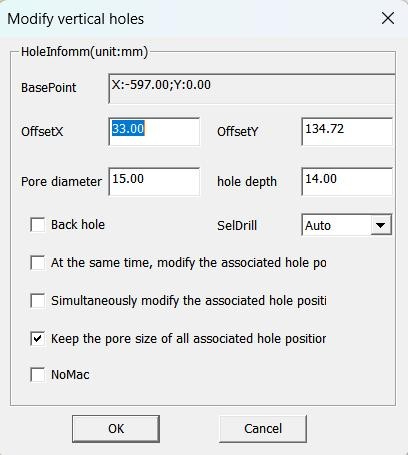 Modify vertical holes
HoleInfomm(unit:mm)
BasePoint X:-597.00;Y:0.00
OffsetX 33.00 OffsetY 134.72
Pore diameter 15.00 hole depth 14.00
Back hole SelDrill Auto
At the same time, modify the associated hole po
Simultaneously modify the associated hole positi
Keep the pore size of all associated hole position
NoMac
OK Cancel